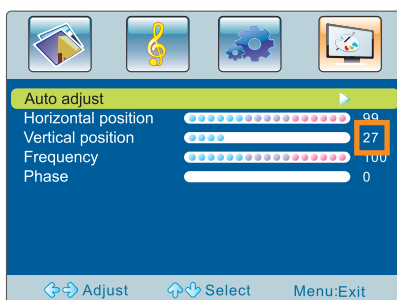 Auto adjust
Horizontal position 99
Vertical position 27
Frequency 100
Phase 0
Adjust Select Menu:Exit